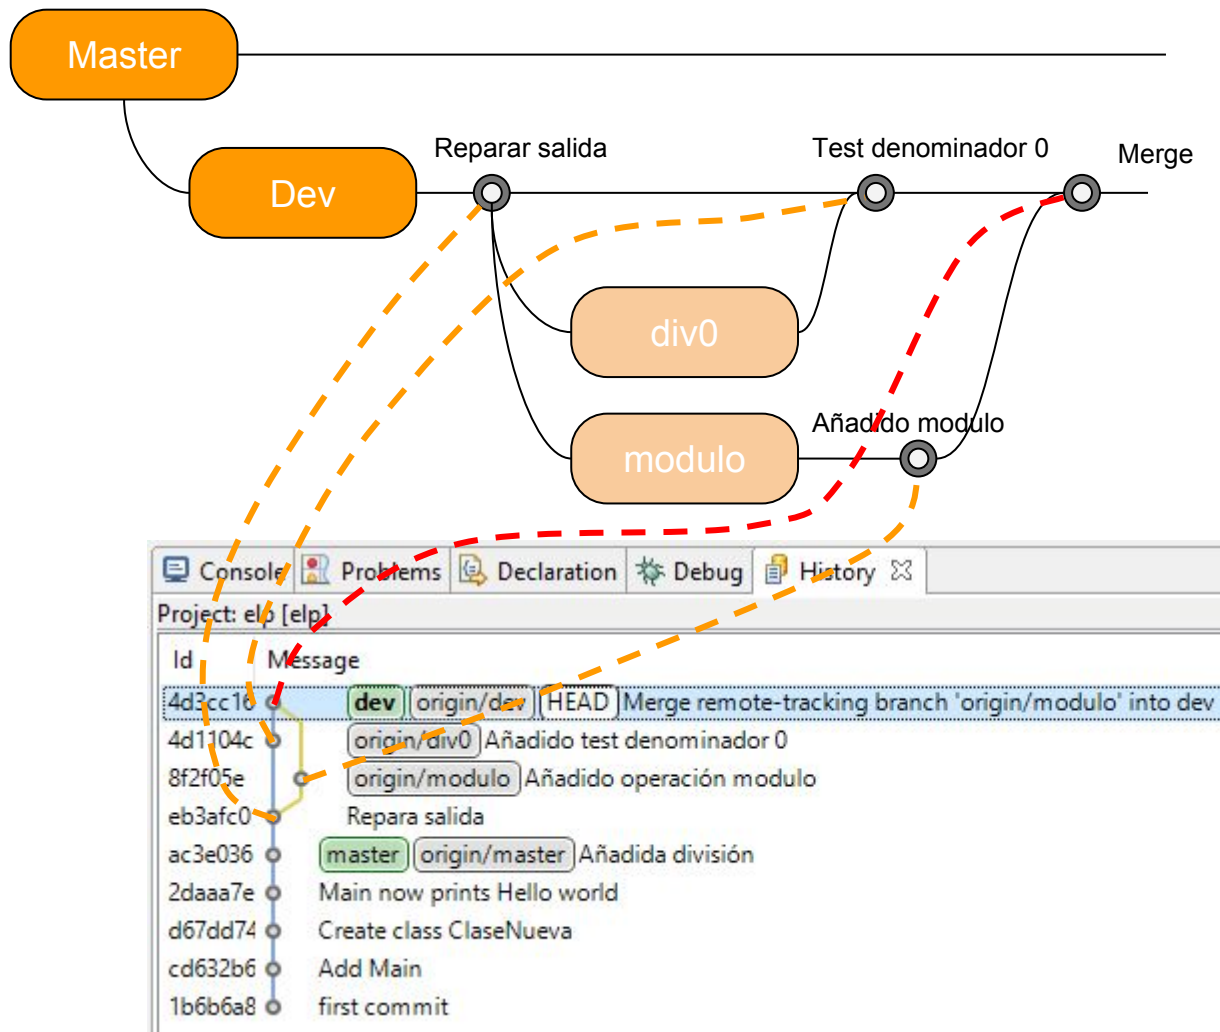 Master
Reparar salida
Test denominador 0
Merge
Dev
div0
Añadido modulo
modulo
Console Problems Declaration Debug History
Project: elp [elp]
Id Message
4d3cc16 dev origin/dev HEAD Merge remote-tracking branch 'origin/modulo' into dev
4d1104c origin/div0 Añadido test denominador 0
8f2f05e origin/modulo Añadido operación modulo
eb3afc0 Repara salida
ac3e036 master origin/master Añadida división
2daaa7e Main now prints Hello world
d67dd74 Create class ClaseNueva
cd632b6 Add Main
1b6b6a8 first commit